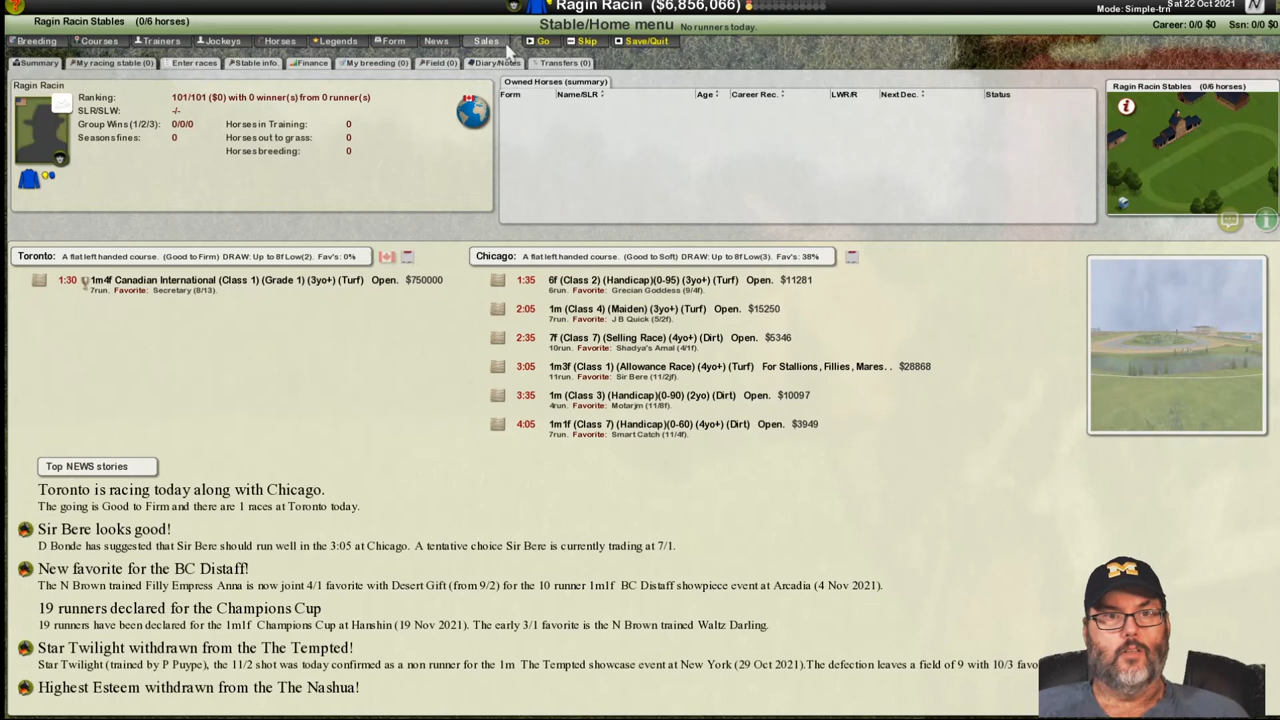 Ragin Racin ($6,856,066)
Mode: Simple-trn
Sat 22 Oct 2021
Ragin Racin Stables (0/6 horses)
Stable/Home menu
No runners today.
Career: 0/0 $0 Ssn: 0/0 $0
Breeding Courses Trainers Jockeys Horses Legends Form News Sales Go Skip Save/Quit
Summary My racing stable (0) Enter races Stable info. Finance My breeding (0) Field (0) Diary/Notes Transfers (0)
Ragin Racin
Ranking: 101/101 ($0) with 0 winner(s) from 0 runner(s)
SLR/SLW: -/-
Group Wins (1/2/3): 0/0/0 Horses in Training: 0
Seasons fines: 0 Horses out to grass: 0
Horses breeding: 0
Owned Horses (summary)
Form Name/SLR Age Career Rec. LWR/R Next Dec. Status
Ragin Racin Stables (0/6 horses)
Toronto: A flat left handed course. (Good to Firm) DRAW: Up to 8f Low(2). Fav's: 0%
1:30 1m4f Canadian International (Class 1) (Grade 1) (3yo+) (Turf) Open. $750000
7run. Favorite: Secretary (8/13).
Chicago: A flat left handed course. (Good to Soft) DRAW: Up to 8f Low(3). Fav's: 38%
1:35 6f (Class 2) (Handicap)(0-95) (3yo+) (Turf) Open. $11281
6run. Favorite: Grecian Goddess (9/4f).
2:05 1m (Class 4) (Maiden) (3yo+) (Turf) Open. $15250
7run. Favorite: J B Quick (5/2f).
2:35 7f (Class 7) (Selling Race) (4yo+) (Dirt) Open. $5346
10run. Favorite: Shadya's Amal (4/1f).
3:05 1m3f (Class 1) (Allowance Race) (4yo+) (Turf) For Stallions, Fillies, Mares. . $28868
11run. Favorite: Sir Bere (11/2jf).
3:35 1m (Class 3) (Handicap)(0-90) (2yo) (Dirt) Open. $10097
4run. Favorite: Motarjm (11/8f).
4:05 1m1f (Class 7) (Handicap)(0-60) (4yo+) (Dirt) Open. $3949
7run. Favorite: Smart Catch (11/4f).
Top NEWS stories
Toronto is racing today along with Chicago.
The going is Good to Firm and there are 1 races at Toronto today.
Sir Bere looks good!
D Bonde has suggested that Sir Bere should run well in the 3:05 at Chicago. A tentative choice Sir Bere is currently trading at 7/1.
New favorite for the BC Distaff!
The N Brown trained Filly Empress Anna is now joint 4/1 favorite with Desert Gift (from 9/2) for the 10 runner 1m1f BC Distaff showpiece event at Arcadia (4 Nov 2021).
19 runners declared for the Champions Cup
19 runners have been declared for the 1m1f Champions Cup at Hanshin (19 Nov 2021). The early 3/1 favorite is the N Brown trained Waltz Darling.
Star Twilight withdrawn from the The Tempted!
Star Twilight (trained by P Puype), the 11/2 shot was today confirmed as a non runner for the 1m The Tempted showcase event at New York (29 Oct 2021).The defection leaves a field of 9 with 10/3 favo
Highest Esteem withdrawn from the The Nashua!
M